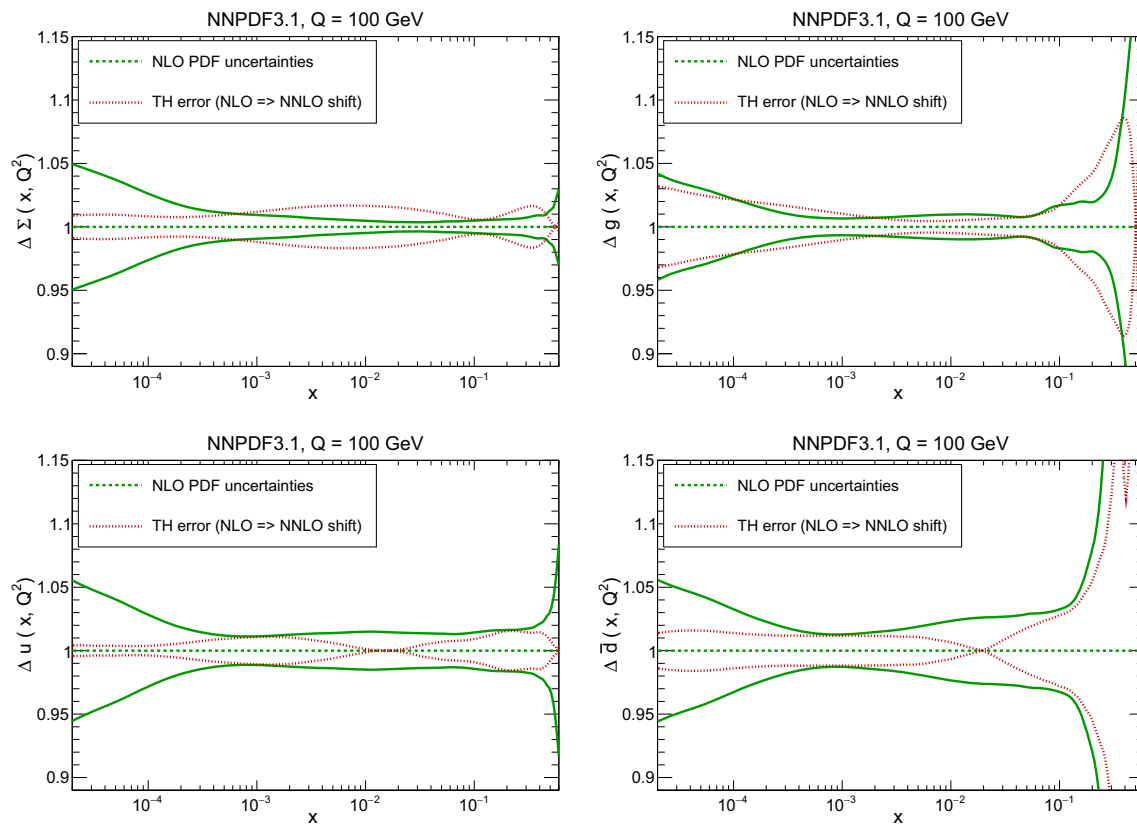 NNPDF3.1, Q = 100 GeV
1.15
1.1
1.05
1
0.95
0.9
Δ Σ ( x, Q²)
NLO PDF uncertainties
TH error (NLO => NNLO shift)
10⁻⁴ 10⁻³ 10⁻² 10⁻¹
x
NNPDF3.1, Q = 100 GeV
1.15
1.1
1.05
1
0.95
0.9
Δ g ( x, Q²)
NLO PDF uncertainties
TH error (NLO => NNLO shift)
10⁻⁴ 10⁻³ 10⁻² 10⁻¹
x
NNPDF3.1, Q = 100 GeV
1.15
1.1
1.05
1
0.95
0.9
Δ u ( x, Q²)
NLO PDF uncertainties
TH error (NLO => NNLO shift)
10⁻⁴ 10⁻³ 10⁻² 10⁻¹
x
NNPDF3.1, Q = 100 GeV
1.15
1.1
1.05
1
0.95
0.9
Δ d̅ ( x, Q²)
NLO PDF uncertainties
TH error (NLO => NNLO shift)
10⁻⁴ 10⁻³ 10⁻² 10⁻¹
x